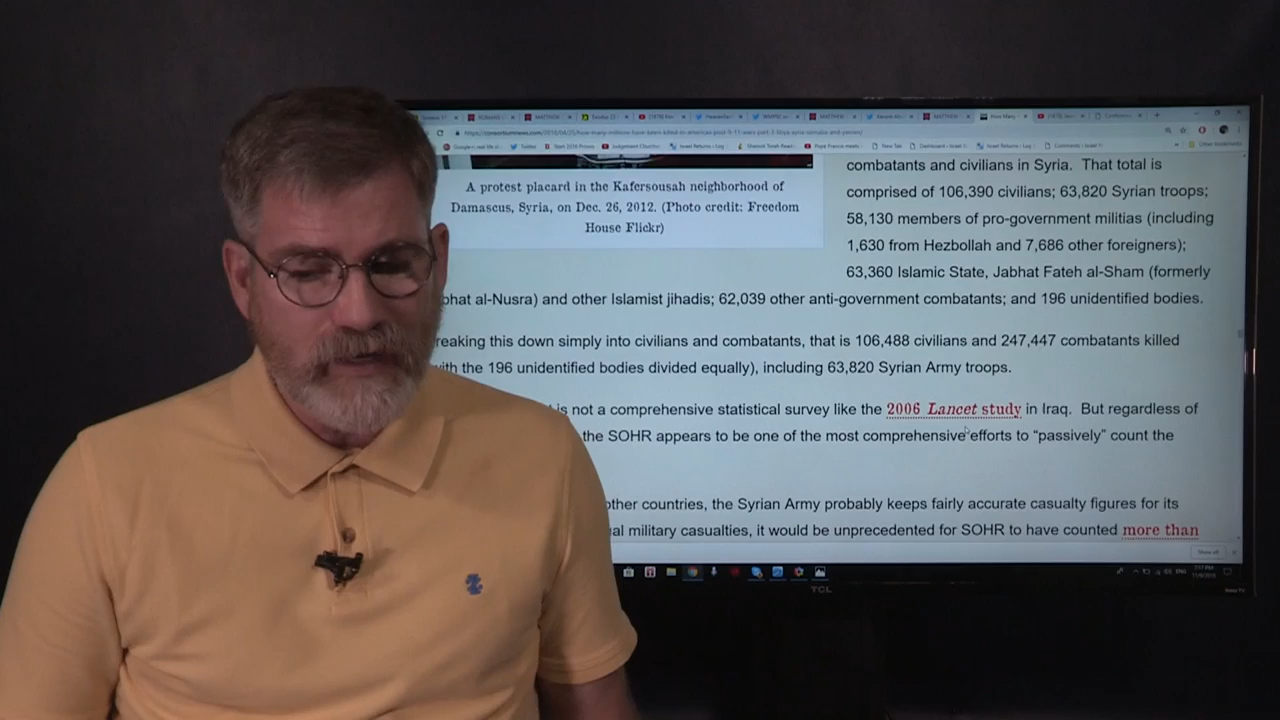 A protest placard in the Kafersousah neighborhood of
Damascus, Syria, on Dec. 26, 2012. (Photo credit: Freedom
House Flickr)
combatants and civilians in Syria.  That total is
comprised of 106,390 civilians; 63,820 Syrian troops;
58,130 members of pro-government militias (including
1,630 from Hezbollah and 7,686 other foreigners);
63,360 Islamic State, Jabhat Fateh al-Sham (formerly
bhat al-Nusra) and other Islamist jihadis; 62,039 other anti-government combatants; and 196 unidentified bodies.
reaking this down simply into civilians and combatants, that is 106,488 civilians and 247,447 combatants killed
with the 196 unidentified bodies divided equally), including 63,820 Syrian Army troops.
is not a comprehensive statistical survey like the 2006 Lancet study in Iraq.  But regardless of
the SOHR appears to be one of the most comprehensive efforts to “passively” count the
other countries, the Syrian Army probably keeps fairly accurate casualty figures for its
al military casualties, it would be unprecedented for SOHR to have counted more than
Show all
ENG
TCL